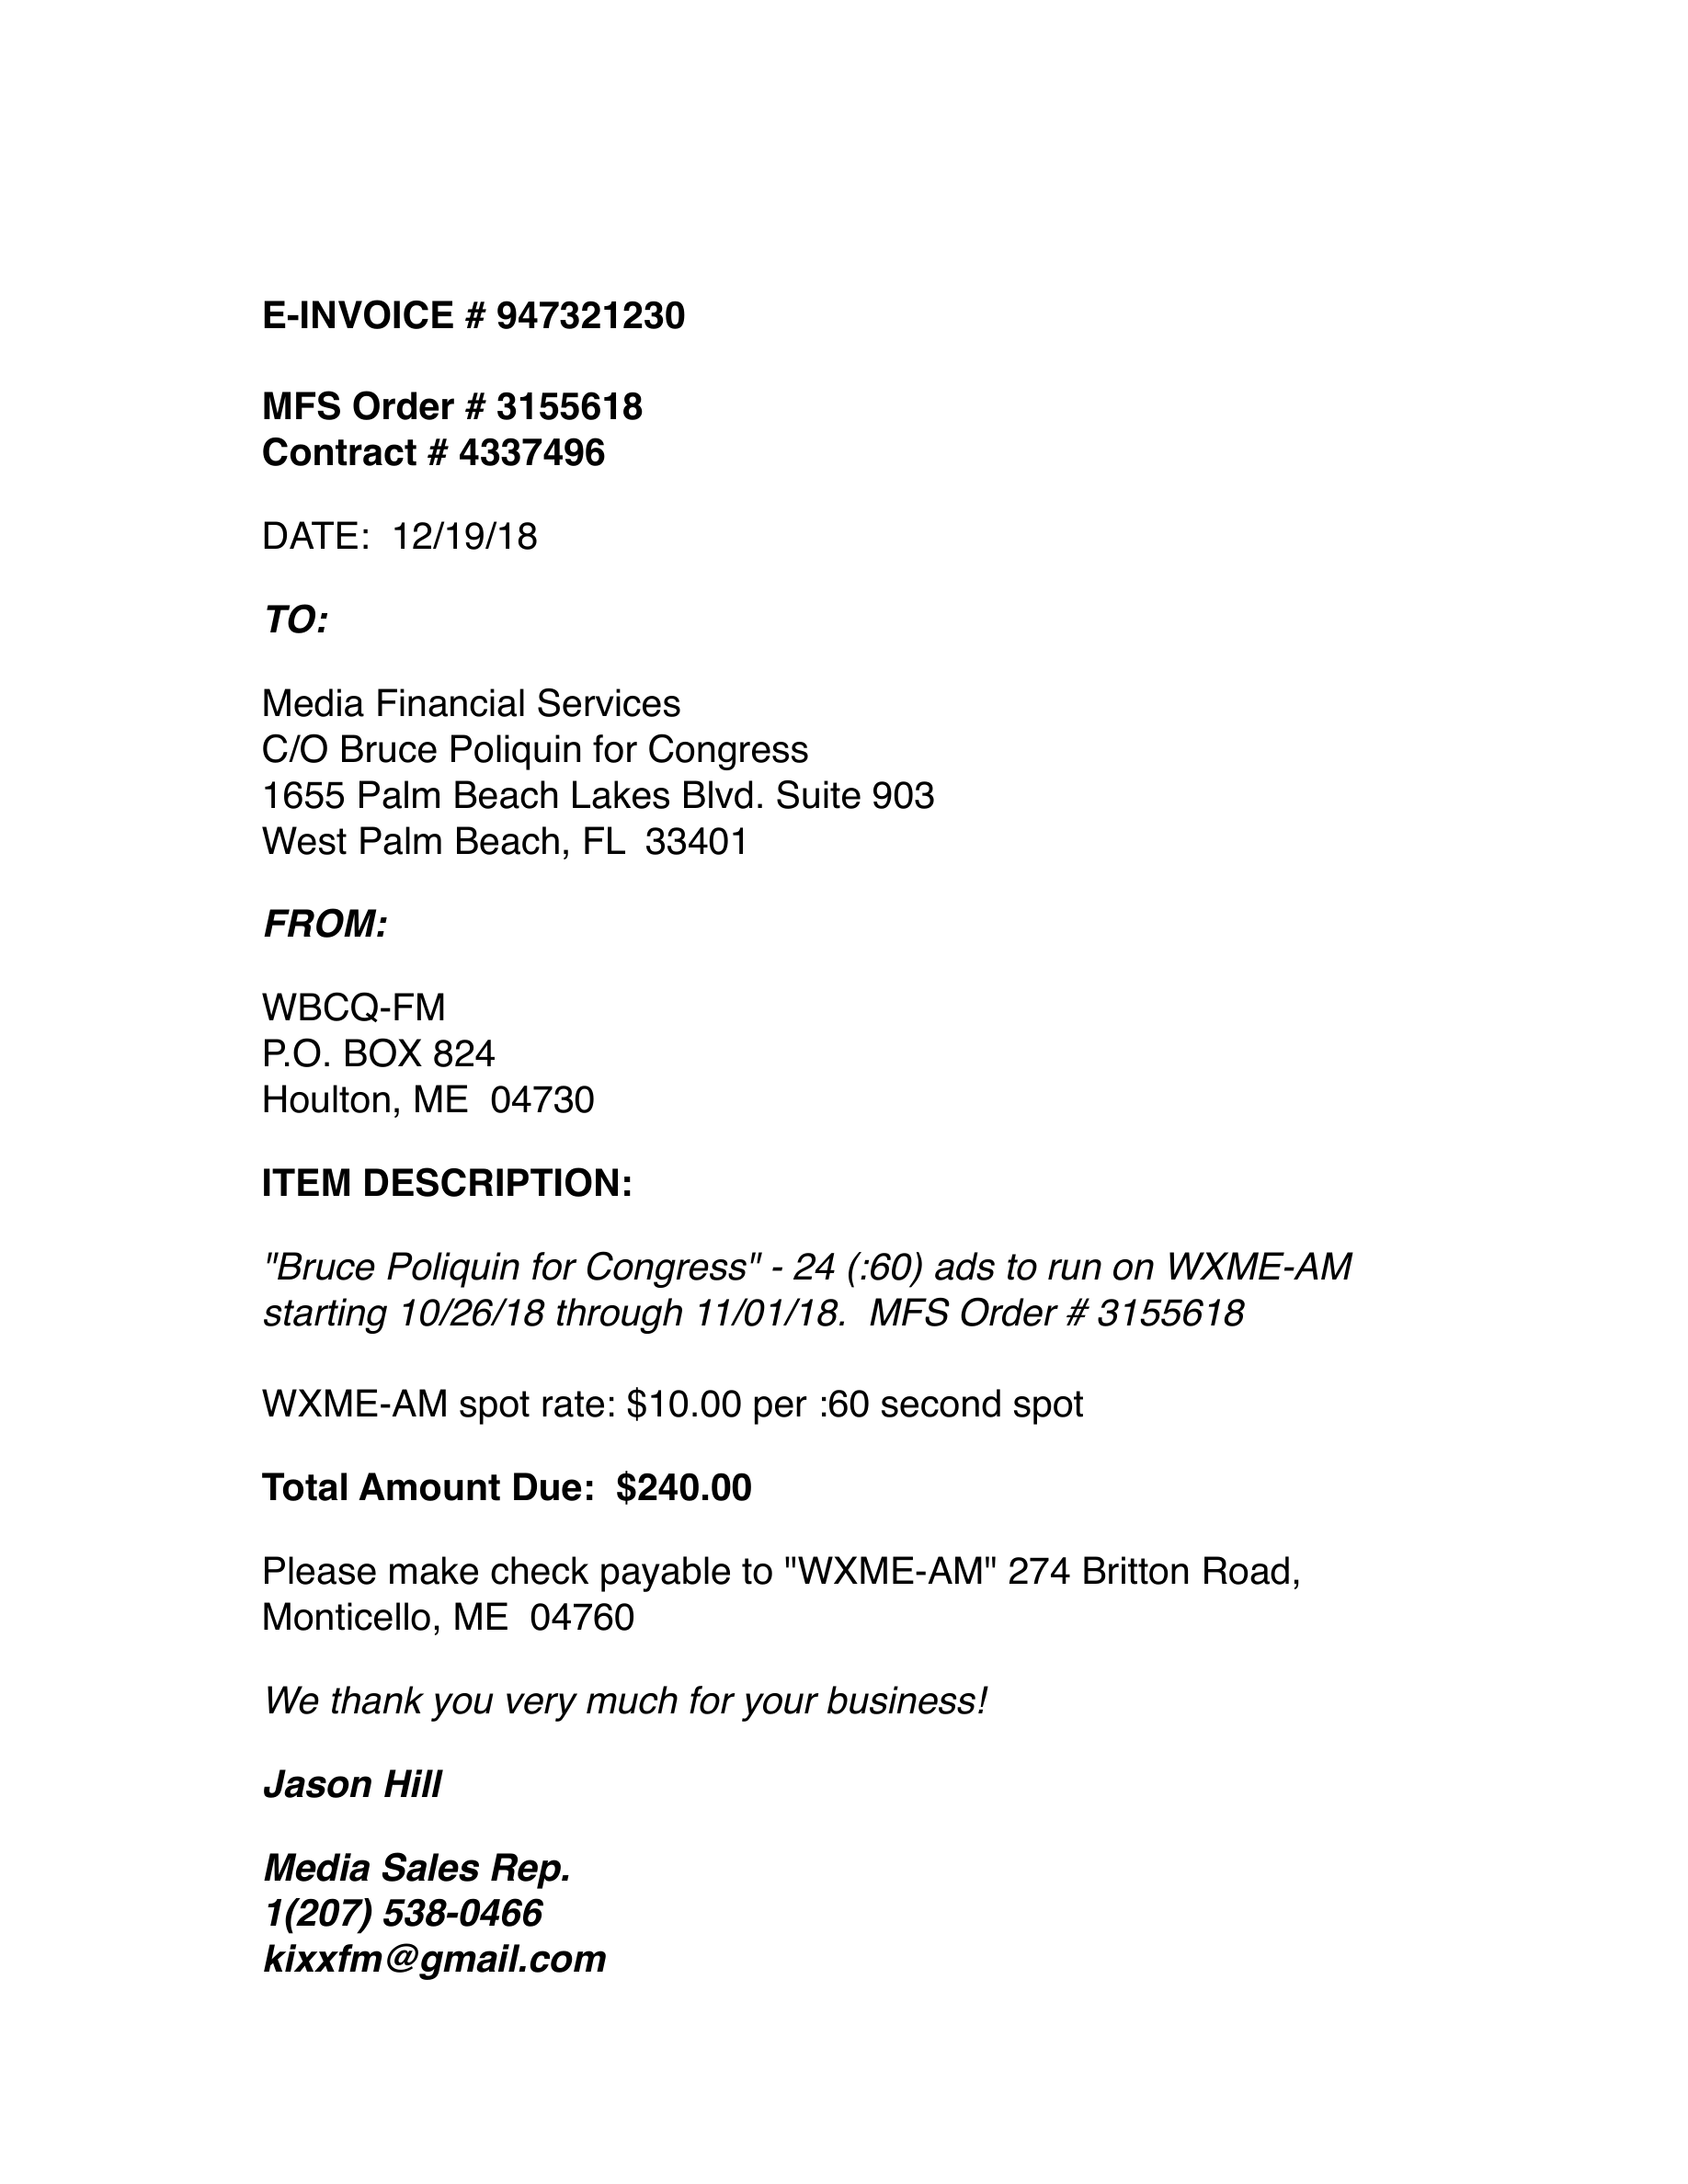 E-INVOICE # 947321230
MFS Order # 3155618
Contract # 4337496
DATE:  12/19/18
TO:
Media Financial Services
C/O Bruce Poliquin for Congress
1655 Palm Beach Lakes Blvd. Suite 903
West Palm Beach, FL  33401
FROM:
WBCQ-FM
P.O. BOX 824
Houlton, ME  04730
ITEM DESCRIPTION:
"Bruce Poliquin for Congress" - 24 (:60) ads to run on WXME-AM
starting 10/26/18 through 11/01/18.  MFS Order # 3155618
WXME-AM spot rate: $10.00 per :60 second spot
Total Amount Due:  $240.00
Please make check payable to "WXME-AM" 274 Britton Road,
Monticello, ME  04760
We thank you very much for your business!
Jason Hill
Media Sales Rep.
1(207) 538-0466
kixxfm@gmail.com